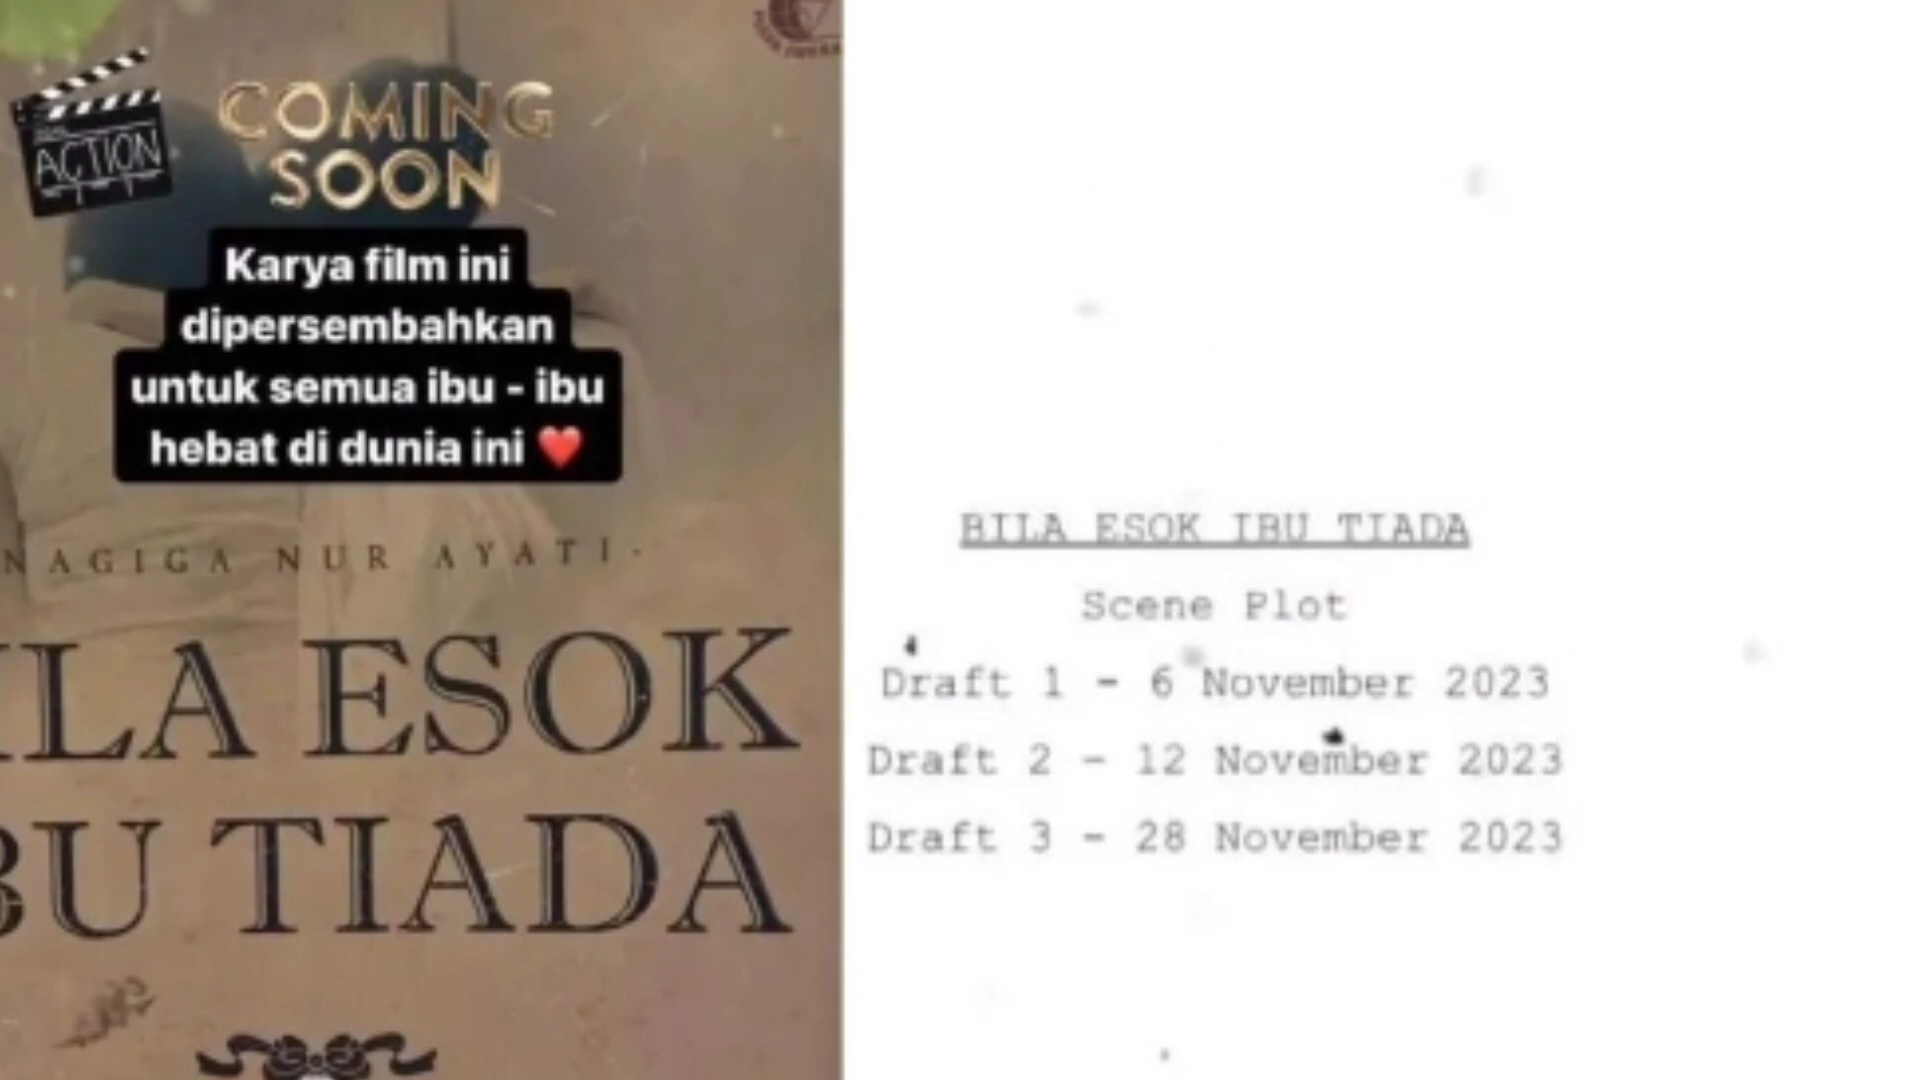 COMING
SOON
ACTION
Karya film ini
dipersembahkan
untuk semua ibu - ibu
hebat di dunia ini ❤️
NAGIGA NUR AYATI.
ILA ESOK
BU TIADA
BILA ESOK IBU TIADA
Scene Plot
Draft 1 - 6 November 2023
Draft 2 - 12 November 2023
Draft 3 - 28 November 2023